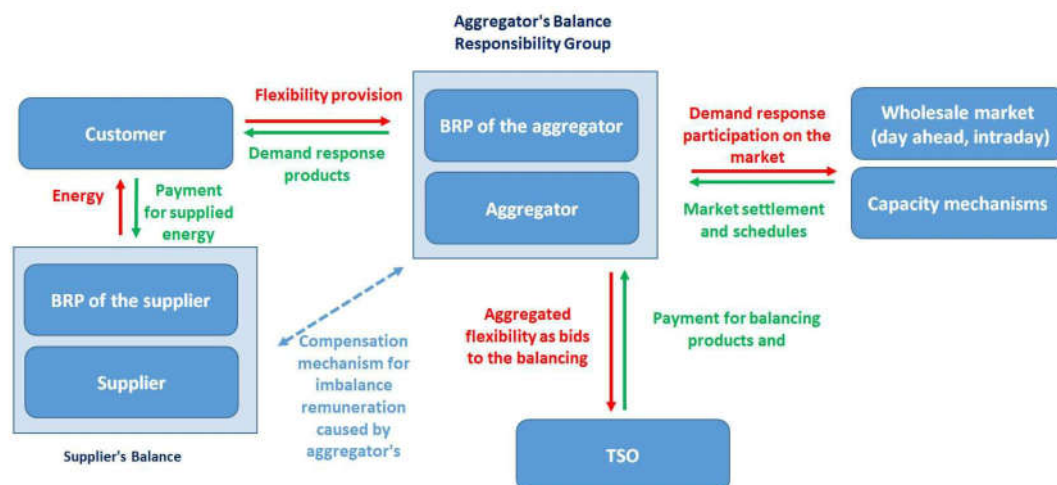 Aggregator's Balance
Responsibility Group
Customer
Flexibility provision
Demand response
products
BRP of the aggregator
Aggregator
Demand response
participation on the
market
Market settlement
and schedules
Wholesale market
(day ahead, intraday)
Capacity mechanisms
Energy
Payment
for supplied
energy
BRP of the supplier
Supplier
Supplier's Balance
Compensation
mechanism for
imbalance
remuneration
caused by
aggregator's
Aggregated
flexibility as bids
to the balancing
Payment for balancing
products and
TSO